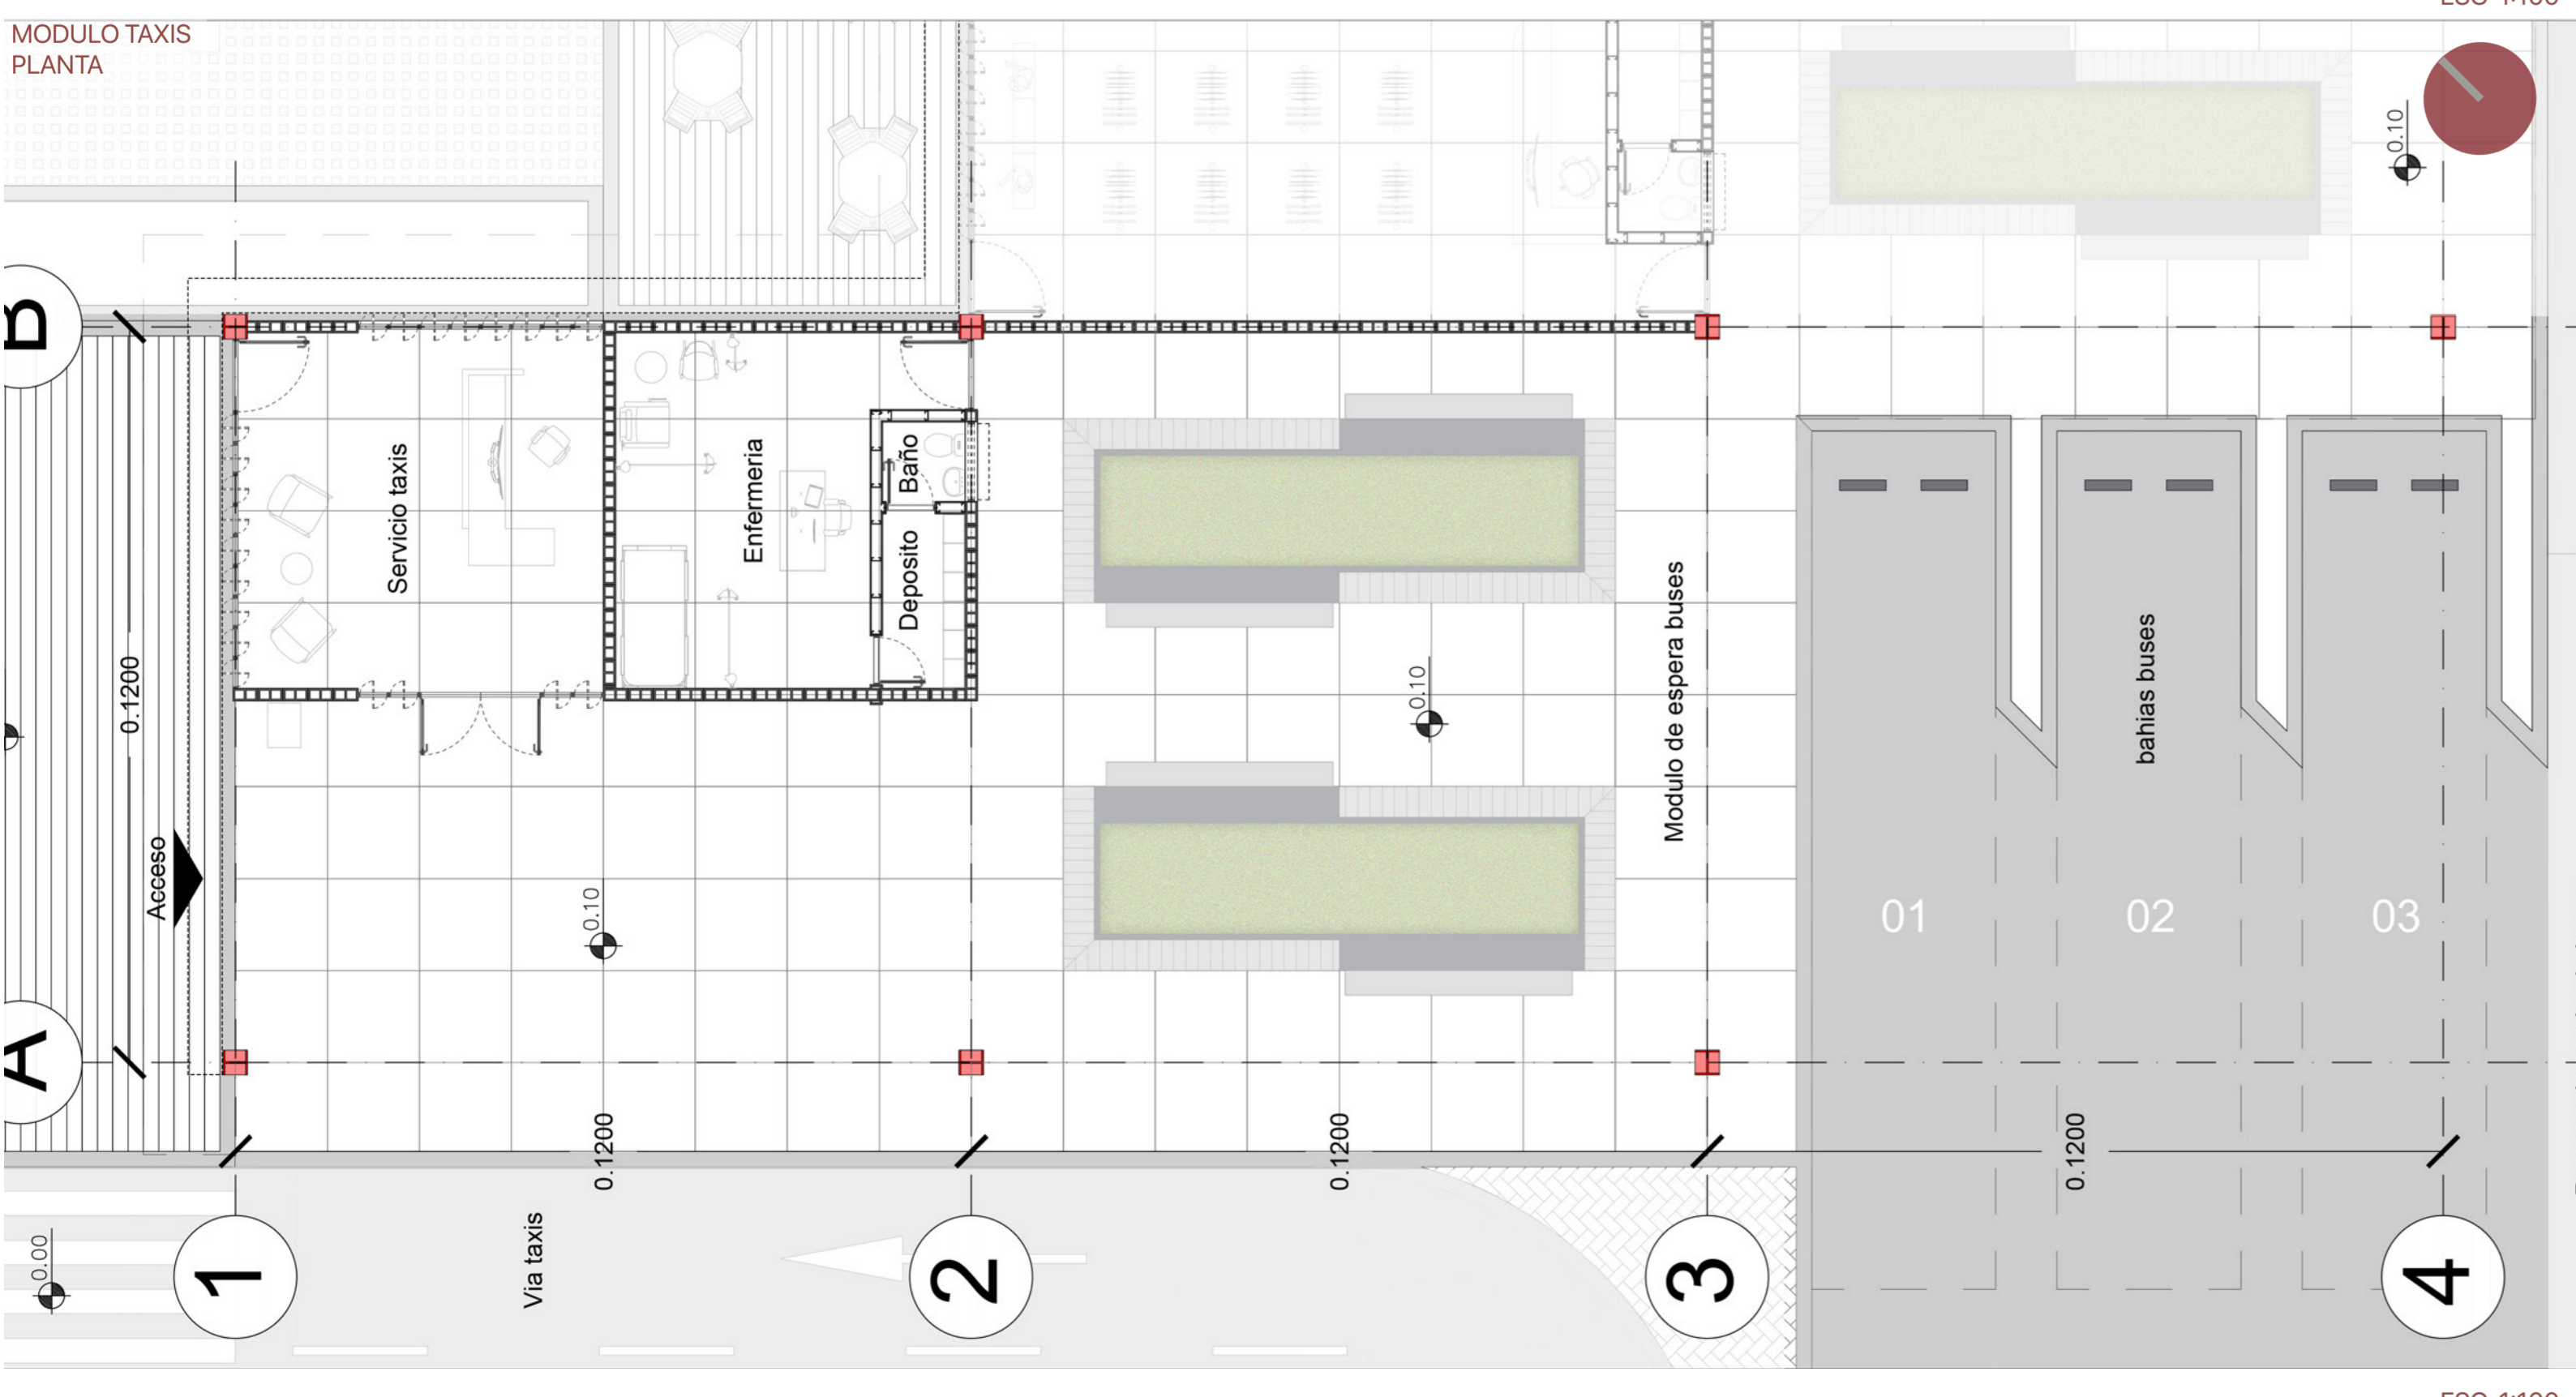 MODULO TAXIS
PLANTA
0.10
B
Servicio taxis
Enfermeria
Baño
Deposito
0.1200
Acceso
0.10
0.10
Modulo de espera buses
bahias buses
01
02
03
A
0.1200
0.1200
0.1200
0.00
Via taxis
1
2
3
4